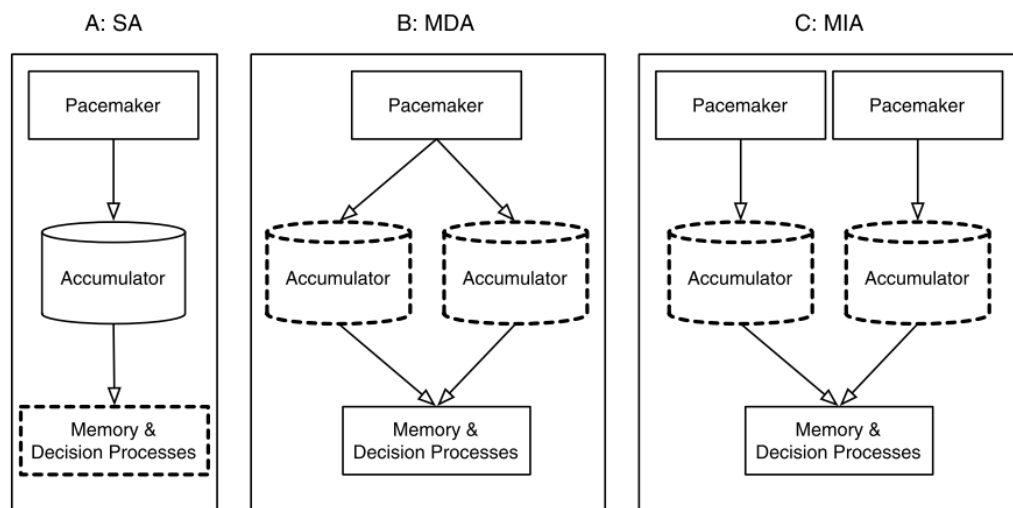 A: SA
Pacemaker
Accumulator
Memory &
Decision Processes
B: MDA
Pacemaker
Accumulator
Accumulator
Memory &
Decision Processes
C: MIA
Pacemaker
Pacemaker
Accumulator
Accumulator
Memory &
Decision Processes